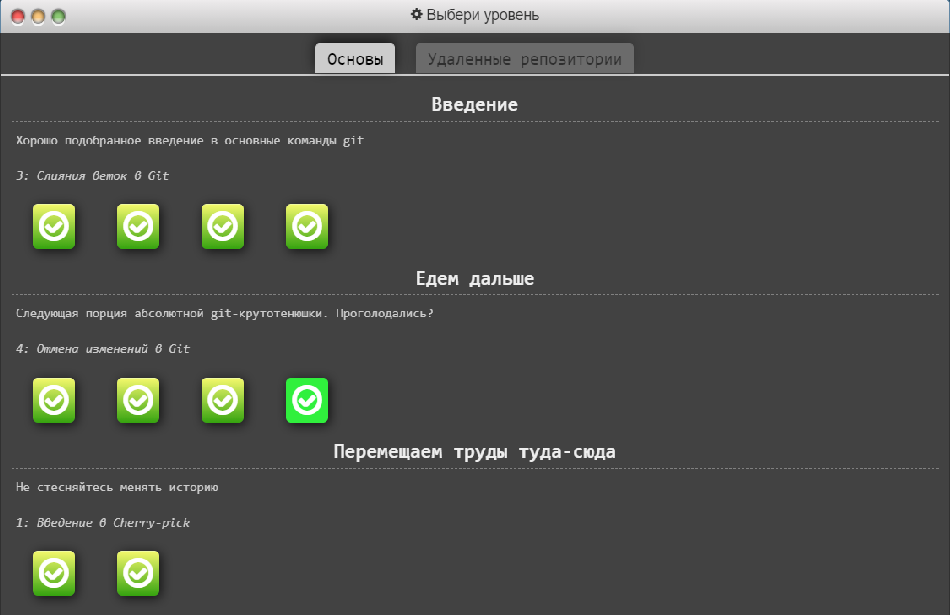 Выбери уровень
Основы
Удаленные репозитории
Введение
Хорошо подобранное введение в основные команды git
3: Слияния веток в Git
Едем дальше
Следующая порция абсолютной git-крутотенюшки. Проголодались?
4: Отмена изменений в Git
Перемещаем труды туда-сюда
Не стесняйтесь менять историю
1: Введение в Cherry-pick